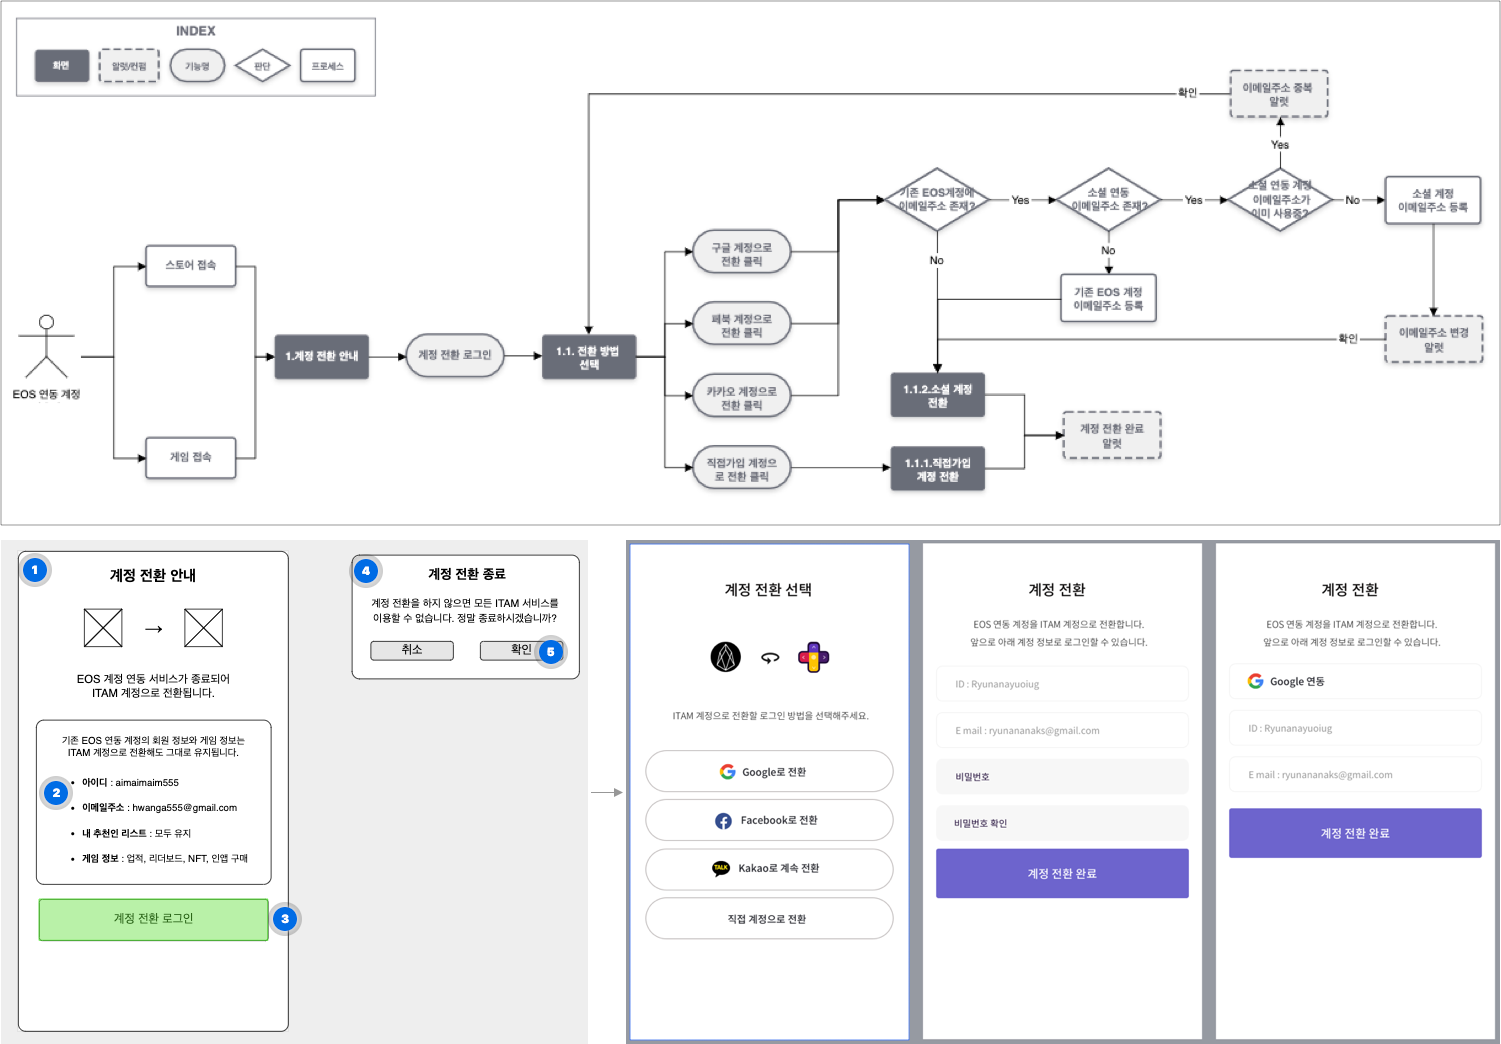 INDEX
화면
알럿/컨펌
기능명
판단
프로세스
이메일주소 중복
알럿
확인
Yes
기존 EOS계정에
이메일주소 존재?
Yes
소셜 연동
이메일주소 존재?
Yes
소셜 연동 계정
이메일주소가
이미 사용중?
No
소셜 계정
이메일주소 등록
No
No
기존 EOS 계정
이메일주소 등록
이메일주소 변경
알럿
확인
스토어 접속
게임 접속
EOS 연동 계정
1.계정 전환 안내
계정 전환 로그인
1.1. 전환 방법
선택
구글 계정으로
전환 클릭
페북 계정으로
전환 클릭
카카오 계정으로
전환 클릭
직접가입 계정으
로 전환 클릭
1.1.2.소셜 계정
전환
1.1.1.직접가입
계정 전환
계정 전환 완료
알럿
1
계정 전환 안내
EOS 계정 연동 서비스가 종료되어
ITAM 계정으로 전환됩니다.
기존 EOS 연동 계정의 회원 정보와 게임 정보는
ITAM 계정으로 전환해도 그대로 유지됩니다.
2
• 아이디 : aimaimaim555
• 이메일주소 : hwanga555@gmail.com
• 내 추천인 리스트 : 모두 유지
• 게임 정보 : 업적, 리더보드, NFT, 인앱 구매
계정 전환 로그인
3
4
계정 전환 종료
계정 전환을 하지 않으면 모든 ITAM 서비스를
이용할 수 없습니다. 정말 종료하시겠습니까?
취소
확인
5
계정 전환 선택
ITAM 계정으로 전환할 로그인 방법을 선택해주세요.
Google로 전환
Facebook로 전환
TALK
Kakao로 계속 전환
직접 계정으로 전환
계정 전환
EOS 연동 계정을 ITAM 계정으로 전환합니다.
앞으로 아래 계정 정보로 로그인할 수 있습니다.
ID : Ryunanayuoiug
E mail : ryunananaks@gmail.com
비밀번호
비밀번호 확인
계정 전환 완료
계정 전환
EOS 연동 계정을 ITAM 계정으로 전환합니다.
앞으로 아래 계정 정보로 로그인할 수 있습니다.
Google 연동
ID : Ryunanayuoiug
E mail : ryunananaks@gmail.com
계정 전환 완료